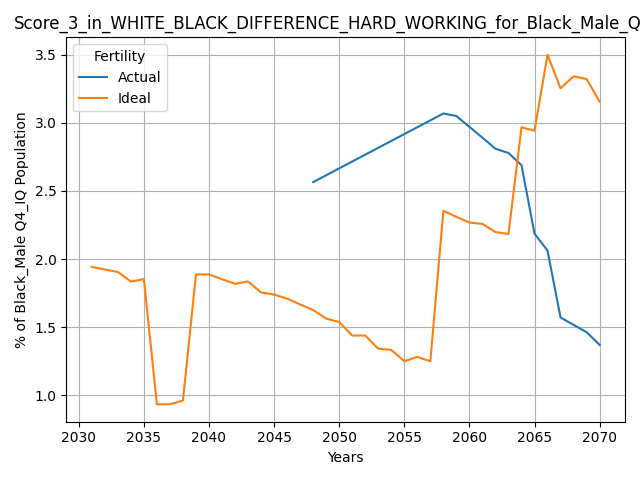 Score_3_in_WHITE_BLACK_DIFFERENCE_HARD_WORKING_for_Black_Male_Q
Fertility
Actual
Ideal
% of Black_Male Q4_IQ Population
3.5
3.0
2.5
2.0
1.5
1.0
2030 2035 2040 2045 2050 2055 2060 2065 2070
Years